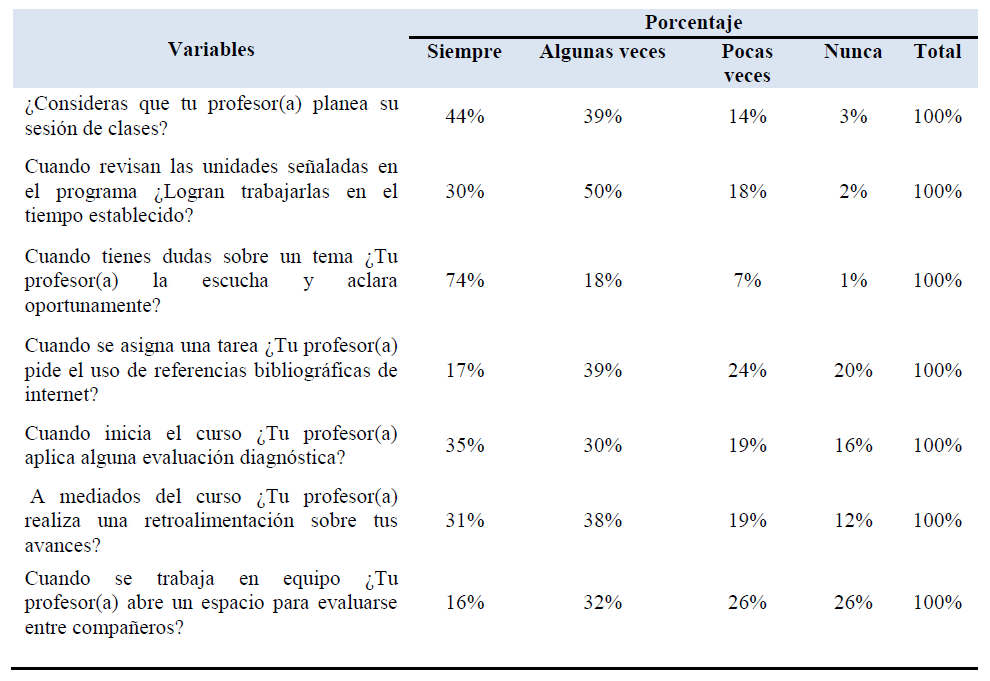 Variables
Porcentaje
Siempre Algunas veces Pocas veces Nunca Total
¿Consideras que tu profesor(a) planea su
sesión de clases?
44% 39% 14% 3% 100%
Cuando revisan las unidades señaladas en
el programa ¿Logran trabajarlas en el
tiempo establecido?
30% 50% 18% 2% 100%
Cuando tienes dudas sobre un tema ¿Tu
profesor(a) la escucha y aclara
oportunamente?
74% 18% 7% 1% 100%
Cuando se asigna una tarea ¿Tu profesor(a)
pide el uso de referencias bibliográficas de
internet?
17% 39% 24% 20% 100%
Cuando inicia el curso ¿Tu profesor(a)
aplica alguna evaluación diagnóstica?
35% 30% 19% 16% 100%
A mediados del curso ¿Tu profesor(a)
realiza una retroalimentación sobre tus
avances?
31% 38% 19% 12% 100%
Cuando se trabaja en equipo ¿Tu
profesor(a) abre un espacio para evaluarse
entre compañeros?
16% 32% 26% 26% 100%